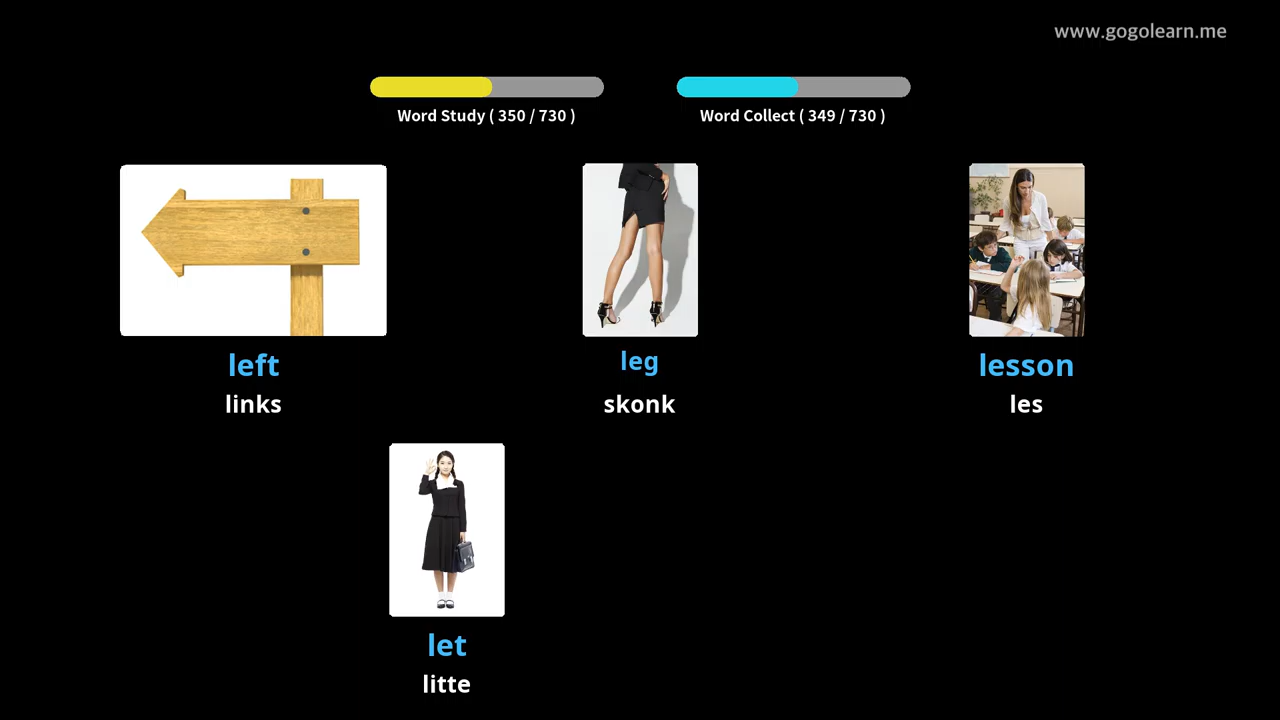 www.gogolearn.me
Word Study ( 350 / 730 )
Word Collect ( 349 / 730 )
left
links
leg
skonk
lesson
les
let
litte